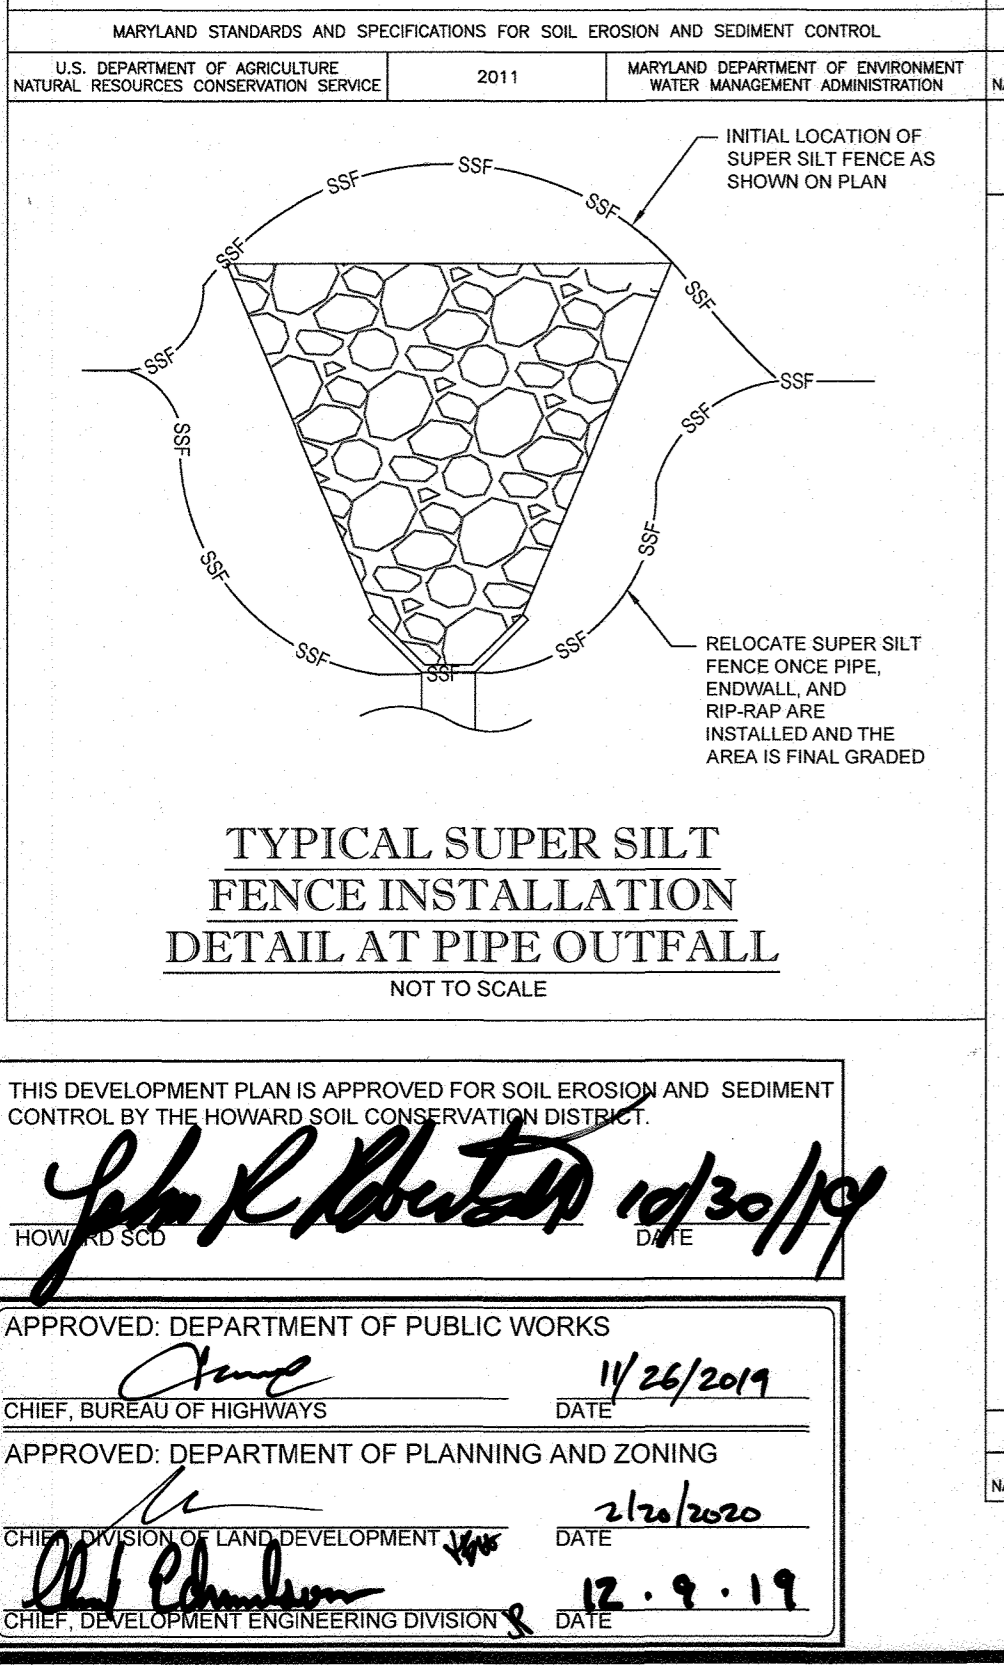 MARYLAND STANDARDS AND SPECIFICATIONS FOR SOIL EROSION AND SEDIMENT CONTROL
U.S. DEPARTMENT OF AGRICULTURE
NATURAL RESOURCES CONSERVATION SERVICE
2011
MARYLAND DEPARTMENT OF ENVIRONMENT
WATER MANAGEMENT ADMINISTRATION
NA
INITIAL LOCATION OF
SUPER SILT FENCE AS
SHOWN ON PLAN
SSF
SSF
SSF
SSF
SSF
SSF
SSF
SSF
SSF
SSF
SSF
SSF
SSF
SSF
RELOCATE SUPER SILT
FENCE ONCE PIPE,
ENDWALL, AND
RIP-RAP ARE
INSTALLED AND THE
AREA IS FINAL GRADED
TYPICAL SUPER SILT
FENCE INSTALLATION
DETAIL AT PIPE OUTFALL
NOT TO SCALE
THIS DEVELOPMENT PLAN IS APPROVED FOR SOIL EROSION AND SEDIMENT
CONTROL BY THE HOWARD SOIL CONSERVATION DISTRICT.
John R Robertson 10/30/19
HOWARD SCD DATE
APPROVED: DEPARTMENT OF PUBLIC WORKS
11/26/2019
CHIEF, BUREAU OF HIGHWAYS DATE
APPROVED: DEPARTMENT OF PLANNING AND ZONING
2/20/2020
CHIEF, DIVISION OF LAND DEVELOPMENT DATE
Chad Edmondson 12.9.19
CHIEF, DEVELOPMENT ENGINEERING DIVISION JR DATE
NA